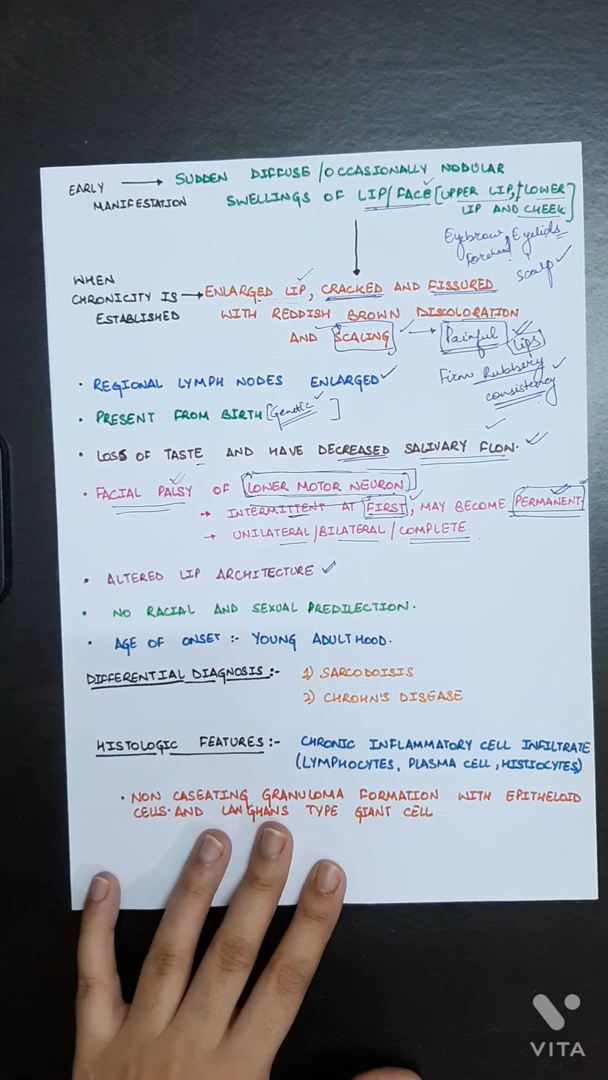 EARLY → SUDDEN DIFFUSE / OCCASIONALLY NODULAR
MANIFESTATION SWELLINGS OF LIP/FACE [UPPER LIP, + LOWER
LIP AND CHEEK]
Eyebrow, Eyelids
Forehead
Scalp
WHEN
CHRONICITY IS → ENLARGED LIP, CRACKED AND FISSURED
ESTABLISHED WITH REDDISH BROWN DISCOLORATION
AND SCALING → Painful Lips
Firm Rubbery
consistency
• REGIONAL LYMPH NODES ENLARGED
• PRESENT FROM BIRTH [Genetic]
• LOSS OF TASTE AND HAVE DECREASED SALIVARY FLOW.
• FACIAL PALSY OF [LOWER MOTOR NEURON]
→ INTERMITTENT AT FIRST, MAY BECOME PERMANENT
→ UNILATERAL/BILATERAL/COMPLETE
• ALTERED LIP ARCHITECTURE
• NO RACIAL AND SEXUAL PREDILECTION.
• AGE OF ONSET :- YOUNG ADULTHOOD.
DIFFERENTIAL DIAGNOSIS :- 1) SARCODOISIS
2) CHROHN'S DISEASE
HISTOLOGIC FEATURES :- CHRONIC INFLAMMATORY CELL INFILTRATE
(LYMPHOCYTES, PLASMA CELL, HISTIOCYTES)
• NON CASEATING GRANULOMA FORMATION WITH EPITHELOID
CELLS. AND LANGHANS TYPE GIANT CELL
VITA